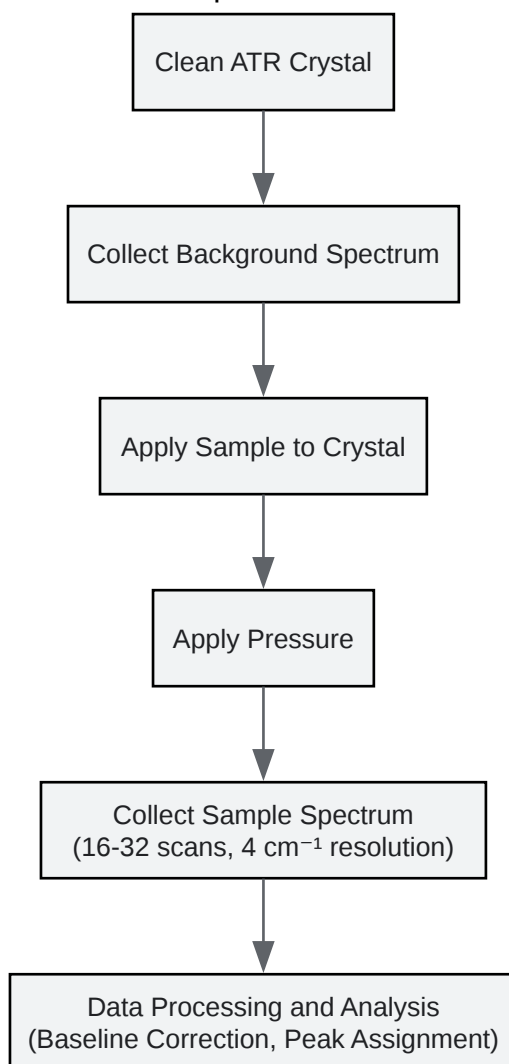 Clean ATR Crystal
Collect Background Spectrum
Apply Sample to Crystal
Apply Pressure
Collect Sample Spectrum
(16-32 scans, 4 cm⁻¹ resolution)
Data Processing and Analysis
(Baseline Correction, Peak Assignment)